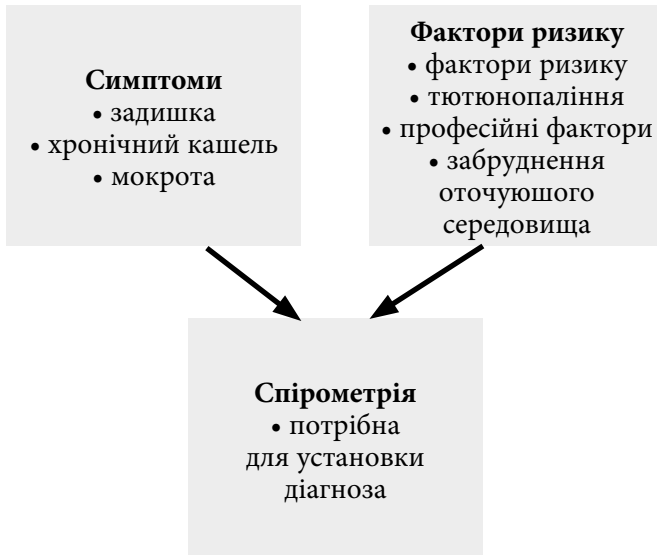 Симптоми
• задишка
• хронічний кашель
• мокрота
Фактори ризику
• фактори ризику
• тютюнопаління
• професійні фактори
• забруднення
оточуюшого
середовища
Спірометрія
• потрібна
для установки
діагноза